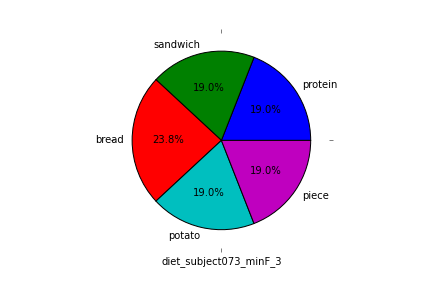 sandwich
protein
19.0%
19.0%
bread
23.8%
19.0%
19.0%
piece
potato
diet_subject073_minF_3